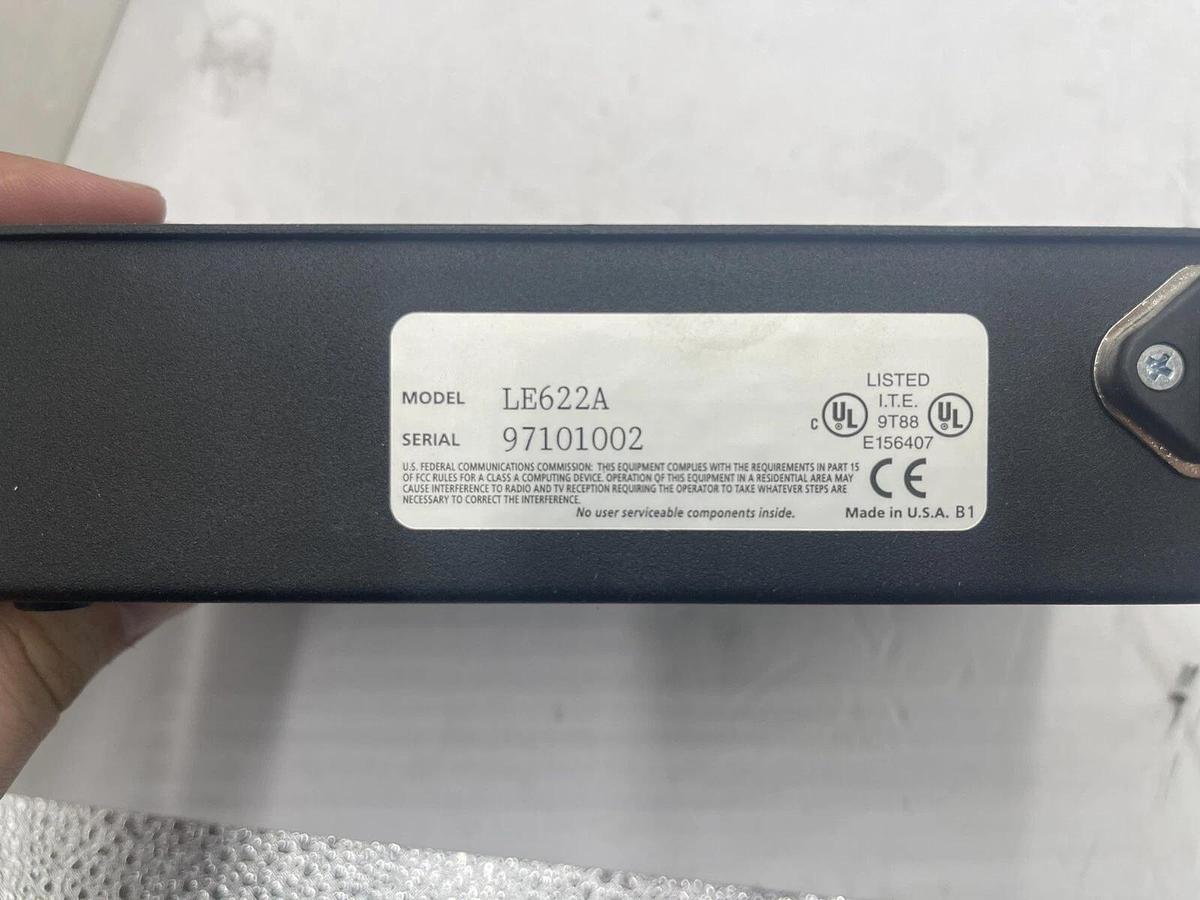 MODEL LE622A
SERIAL 97101002
U.S. FEDERAL COMMUNICATIONS COMMISSION: THIS EQUIPMENT COMPLIES WITH THE REQUIREMENTS IN PART 15
OF FCC RULES FOR A CLASS A COMPUTING DEVICE. OPERATION OF THIS EQUIPMENT IN A RESIDENTIAL AREA MAY
CAUSE INTERFERENCE TO RADIO AND TV RECEPTION REQUIRING THE OPERATOR TO TAKE WHATEVER STEPS ARE
NECESSARY TO CORRECT THE INTERFERENCE.
No user serviceable components inside.
LISTED
I.T.E.
C UL 9T88 UL
E156407
CE
Made in U.S.A. B1